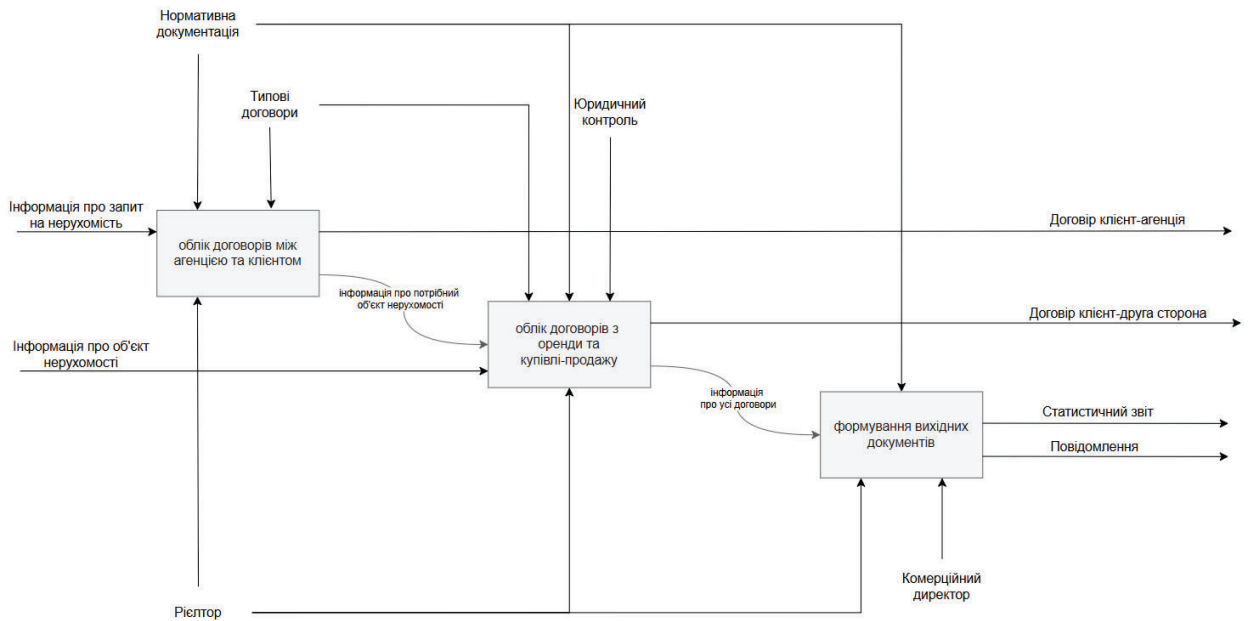 Нормативна
документація
Типові
договори
Юридичний
контроль
Інформація про запит
на нерухомість
облік договорів між
агенцією та клієнтом
Договір клієнт-агенція
інформація про потрібний
об'єкт нерухомості
облік договорів з
оренди та
купівлі-продажу
Договір клієнт-друга сторона
Інформація про об'єкт
нерухомості
інформація
про усі договори
формування вихідних
документів
Статистичний звіт
Повідомлення
Комерційний
директор
Рієлтор